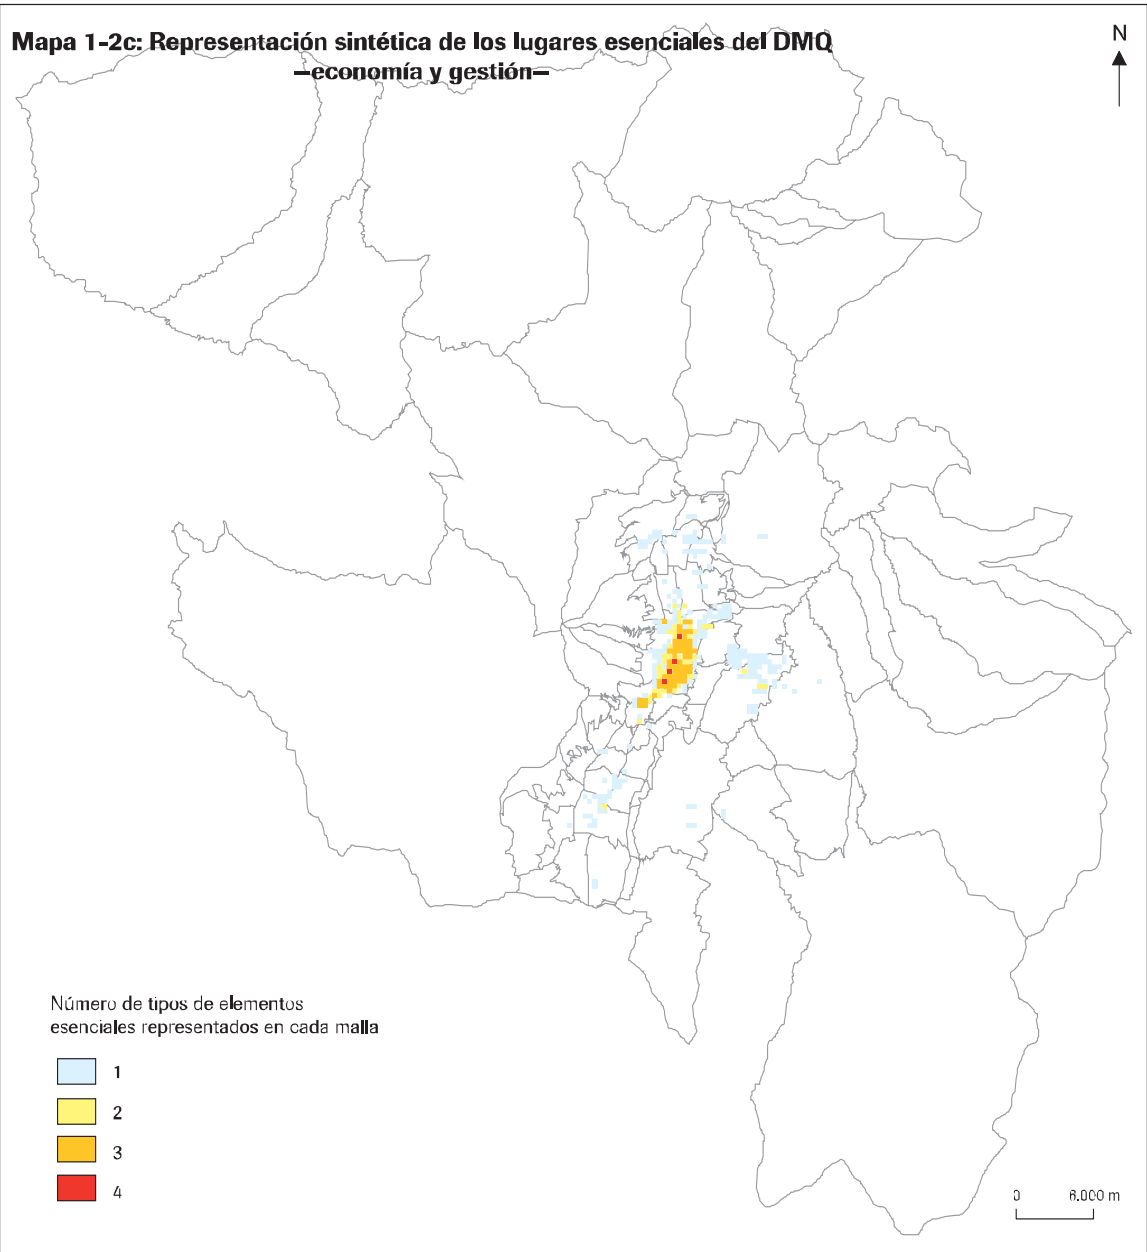 Mapa 1-2c: Representación sintética de los lugares esenciales del DMQ
—economía y gestión—
N
Número de tipos de elementos
esenciales representados en cada malla
1
2
3
4
0 6.000 m